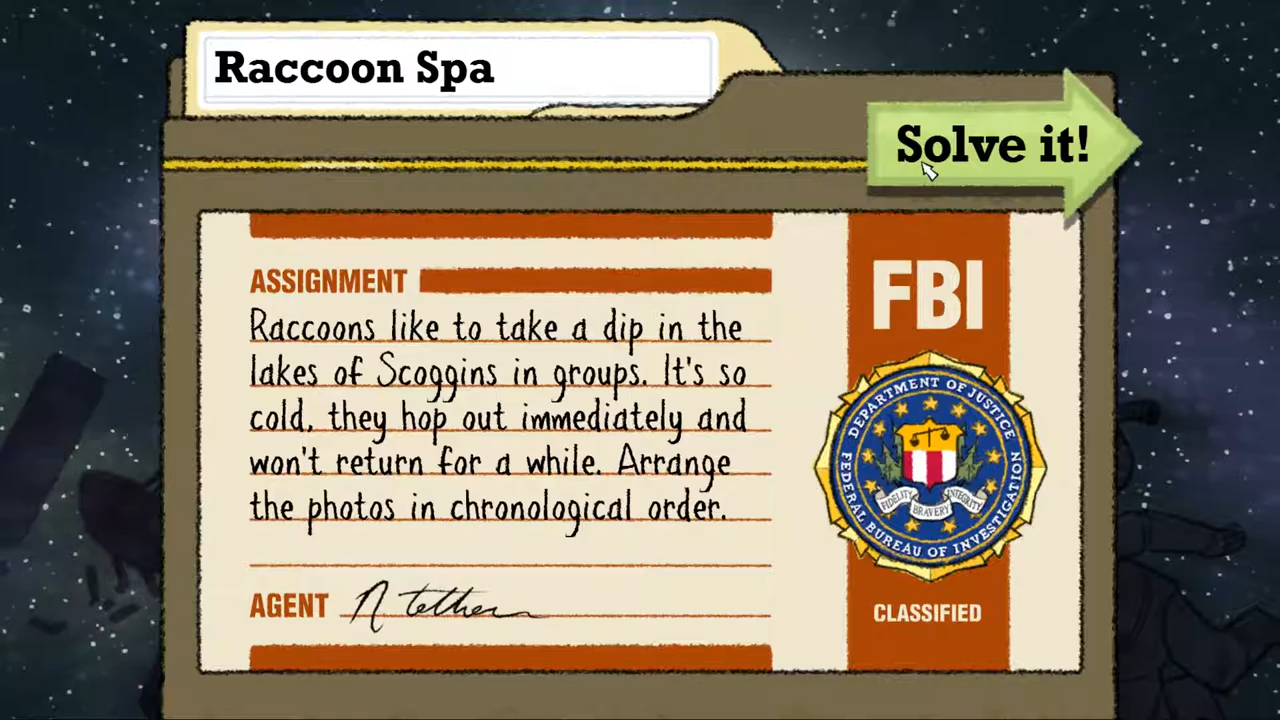 Raccoon Spa
Solve it!
ASSIGNMENT
Raccoons like to take a dip in the
lakes of Scoggins in groups. It's so
cold, they hop out immediately and
won't return for a while. Arrange
the photos in chronological order.
AGENT N Tethers
FBI
DEPARTMENT OF JUSTICE
FIDELITY BRAVERY INTEGRITY
FEDERAL BUREAU OF INVESTIGATION
CLASSIFIED